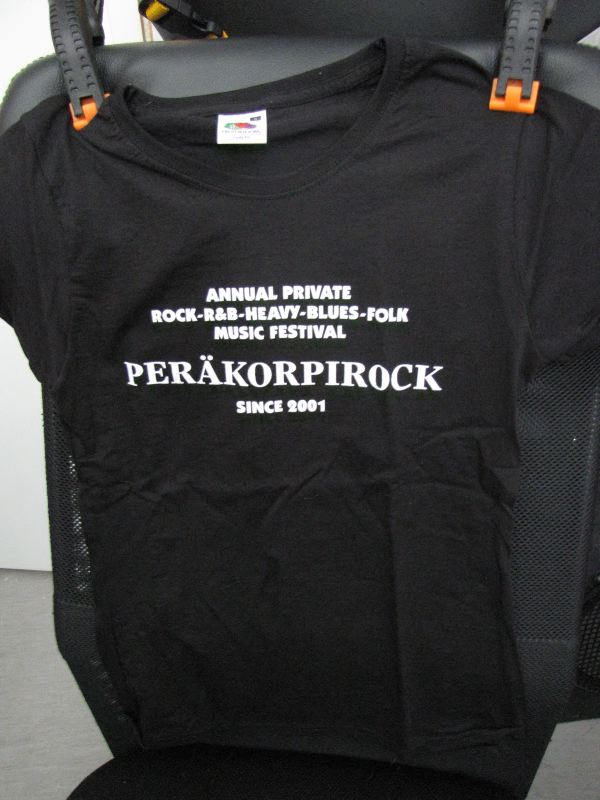 ANNUAL PRIVATE
ROCK-R&B-HEAVY-BLUES-FOLK
MUSIC FESTIVAL
PERÄKORPIROCK
SINCE 2001